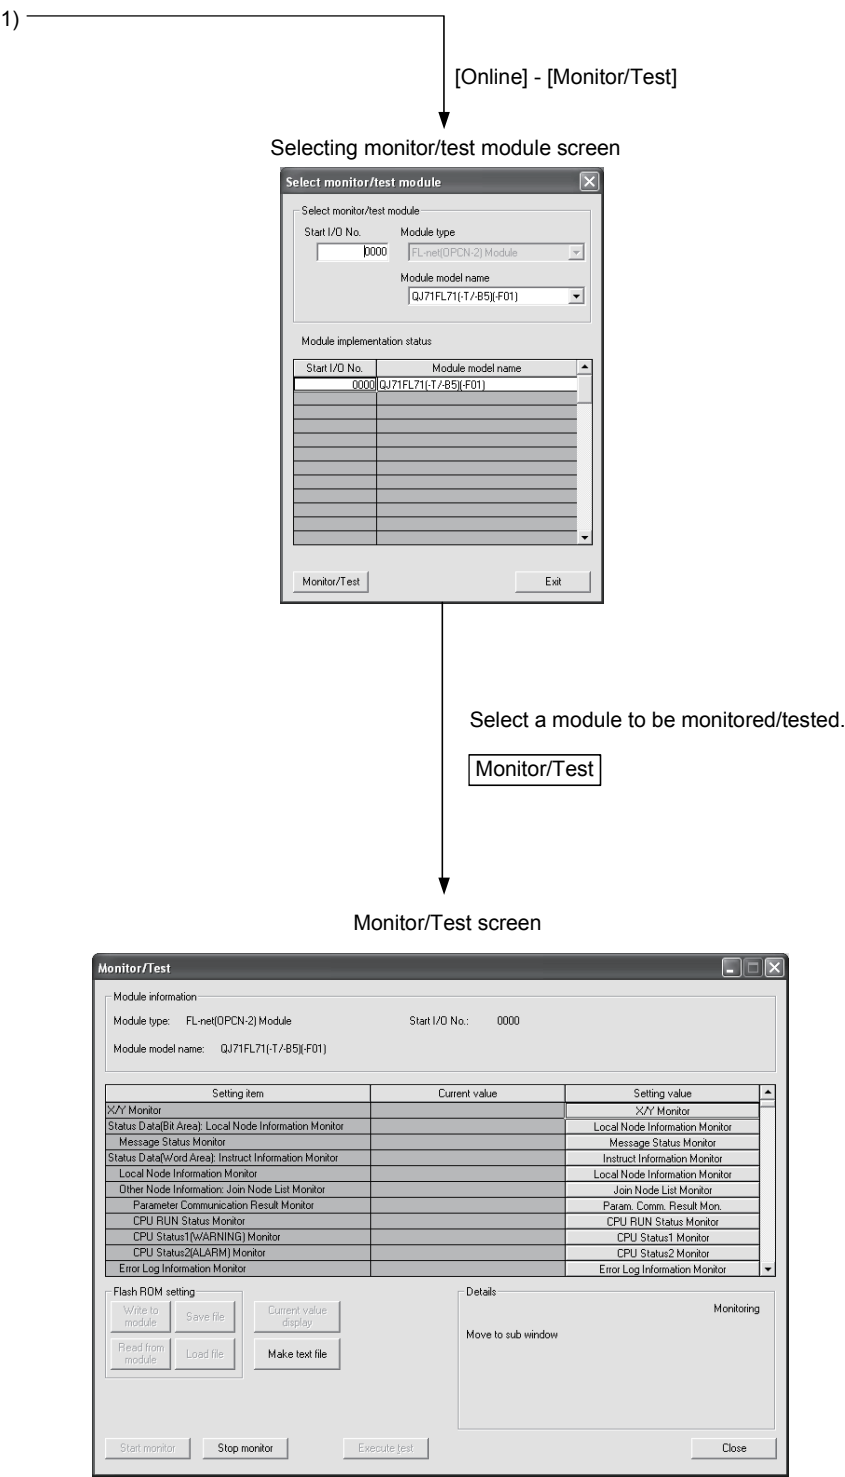 1)
[Online] - [Monitor/Test]
Selecting monitor/test module screen
Select monitor/test module
Select monitor/test module
Start I/O No. Module type
0000 FL-net(OPCN-2) Module
Module model name
QJ71FL71(-T/-B5)(-F01)
Module implementation status
Start I/O No. Module model name
0000 QJ71FL71(-T/-B5)(-F01)
Monitor/Test Exit
Select a module to be monitored/tested.
Monitor/Test
Monitor/Test screen
Monitor/Test
Module information
Module type: FL-net(OPCN-2) Module Start I/O No.: 0000
Module model name: QJ71FL71(-T/-B5)(-F01)
Setting item Current value Setting value
X/Y Monitor X/Y Monitor
Status Data(Bit Area): Local Node Information Monitor Local Node Information Monitor
Message Status Monitor Message Status Monitor
Status Data(Word Area): Instruct Information Monitor Instruct Information Monitor
Local Node Information Monitor Local Node Information Monitor
Other Node Information: Join Node List Monitor Join Node List Monitor
Parameter Communication Result Monitor Param. Comm. Result Mon.
CPU RUN Status Monitor CPU RUN Status Monitor
CPU Status1(WARNING) Monitor CPU Status1 Monitor
CPU Status2(ALARM) Monitor CPU Status2 Monitor
Error Log Information Monitor Error Log Information Monitor
Flash ROM setting Details
Write to module Save file Current value display Monitoring
Move to sub window
Read from module Load file Make text file
Start monitor Stop monitor Execute test Close